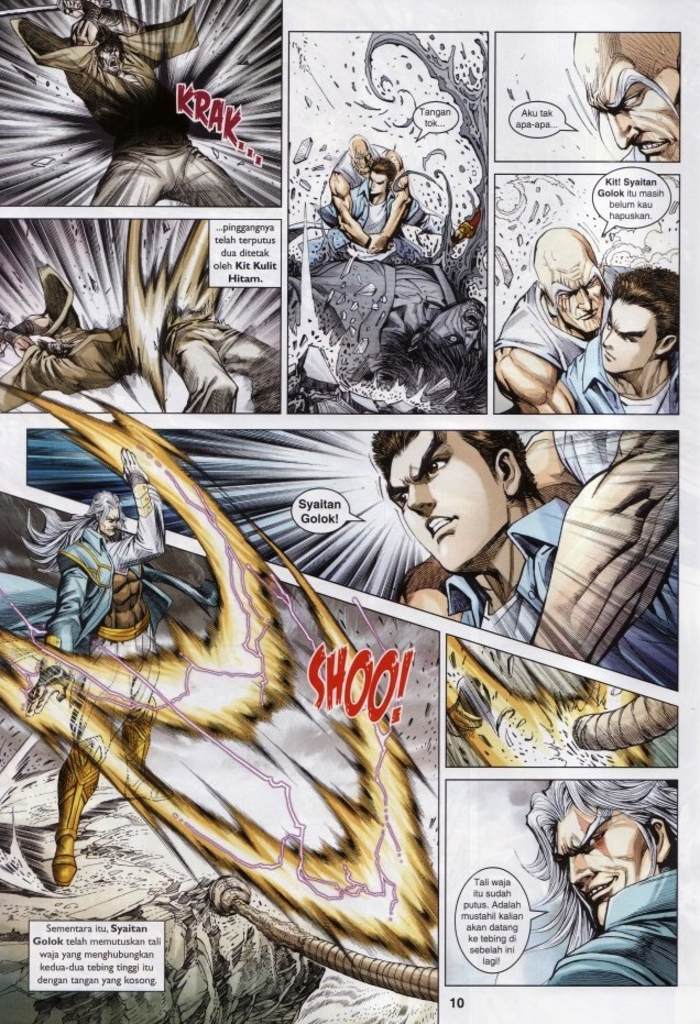 KRAK...
...pinggangnya
telah terputus
dua ditetak
oleh Kit Kulit
Hitam.
Tangan
tok...
Aku tak
apa-apa...
Kit! Syaitan
Golok itu masih
belum kau
hapuskan.
Syaitan
Golok!
SHOO!
Sementara itu, Syaitan
Golok telah memutuskan tali
waja yang menghubungkan
kedua-dua tebing tinggi itu
dengan tangan yang kosong.
Tali waja
itu sudah
putus. Adalah
mustahil kalian
akan datang
ke tebing di
sebelah ini
lagi!
10